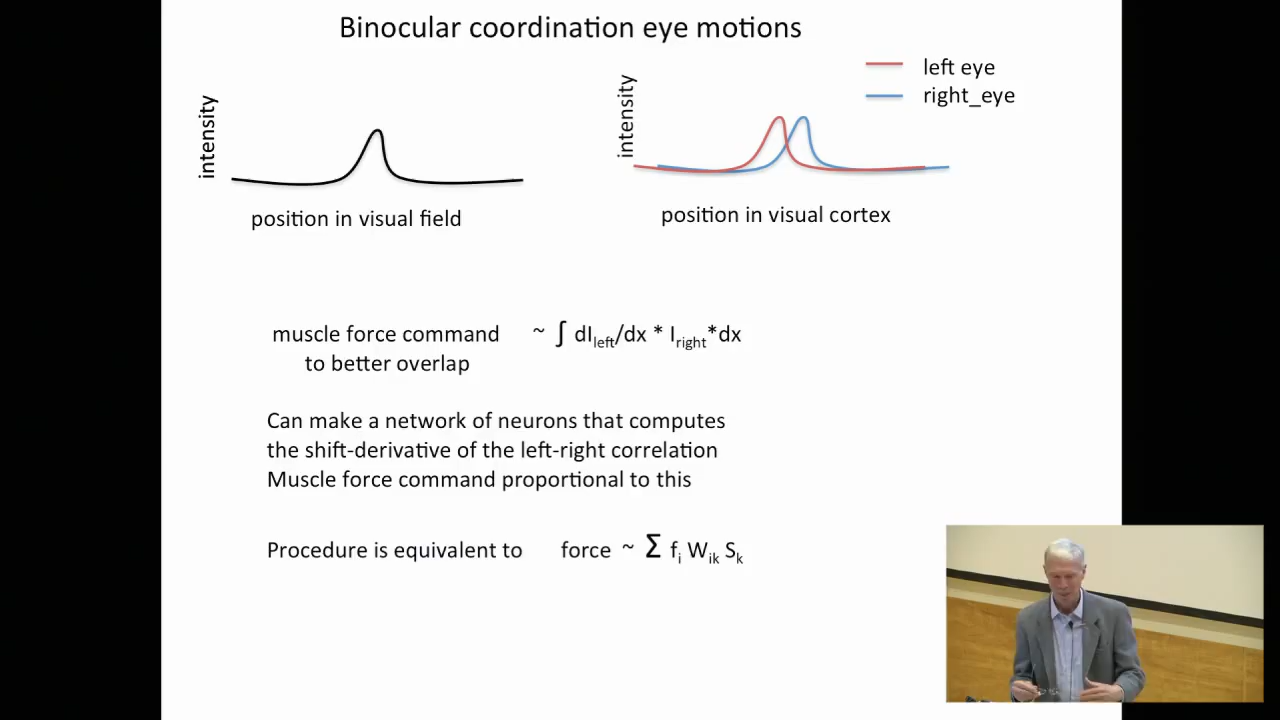 Binocular coordination eye motions
left eye
right_eye
intensity
intensity
position in visual field
position in visual cortex
muscle force command ~ ∫ dI_left/dx * I_right*dx
to better overlap
Can make a network of neurons that computes
the shift-derivative of the left-right correlation
Muscle force command proportional to this
Procedure is equivalent to force ~ Σ f_i W_ik S_k